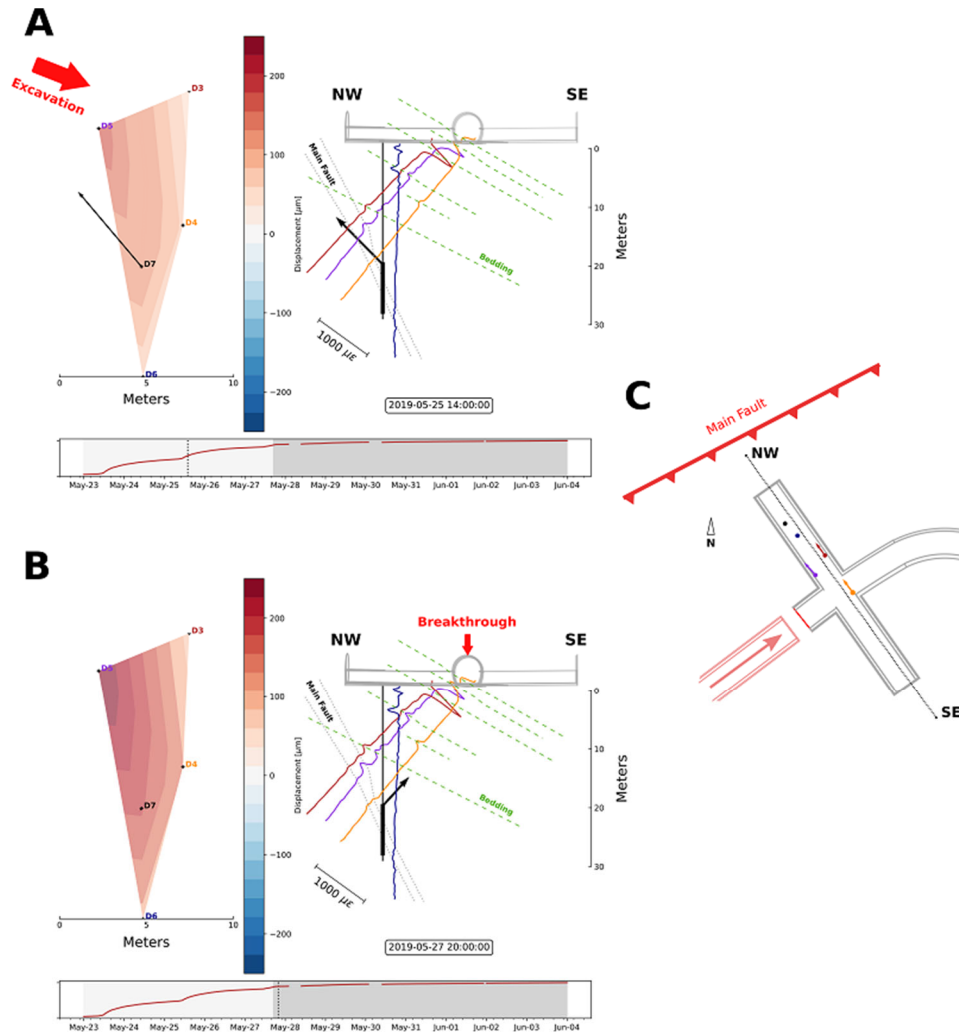 A
Excavation
D3
D5
D4
D7
D6
0 5 10
Meters
200
100
0
−100
−200
Displacement [μm]
NW
SE
Main Fault
Bedding
1000 με
0
10
20
30
Meters
2019-05-25 14:00:00
May-23 May-24 May-25 May-26 May-27 May-28 May-29 May-30 May-31 Jun-01 Jun-02 Jun-03 Jun-04
B
D3
D5
D4
D7
D6
0 5 10
Meters
200
100
0
−100
−200
Displacement [μm]
Breakthrough
NW
SE
Main Fault
Bedding
1000 με
0
10
20
30
Meters
2019-05-27 20:00:00
May-23 May-24 May-25 May-26 May-27 May-28 May-29 May-30 May-31 Jun-01 Jun-02 Jun-03 Jun-04
C
Main Fault
NW
N
SE